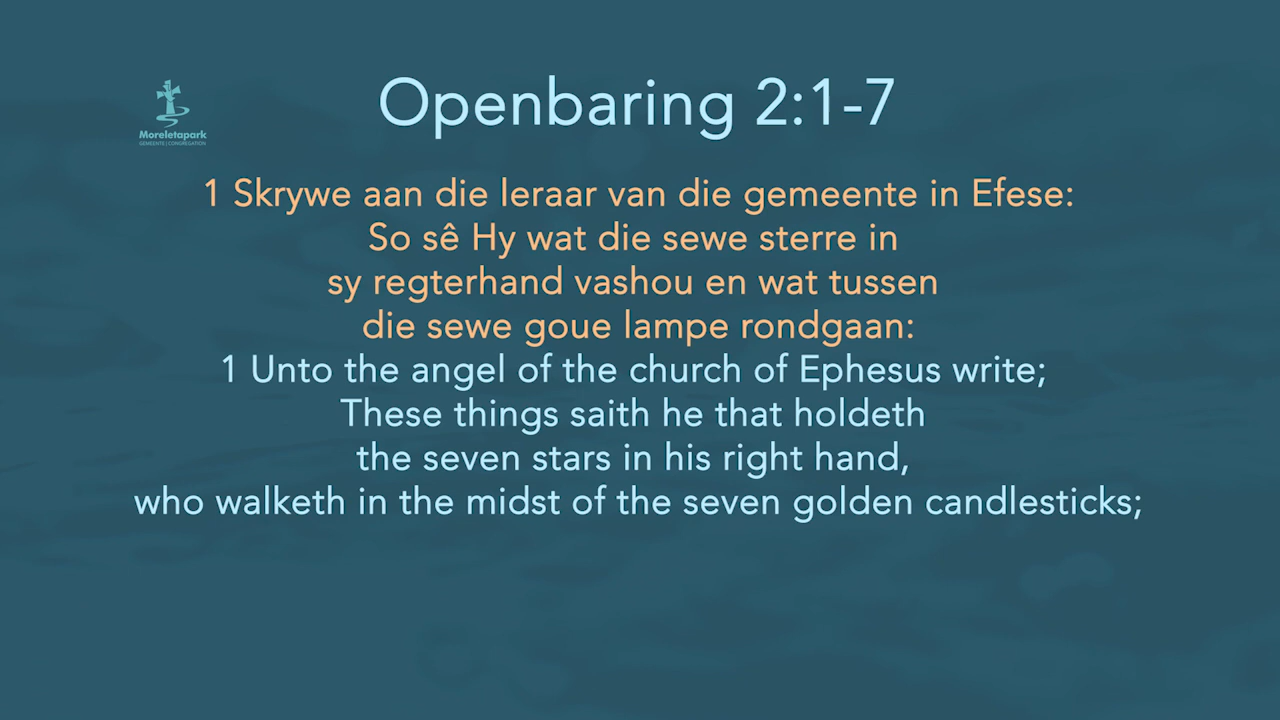 Openbaring 2:1-7
Moreletapark
GEMEENTE | CONGREGATION
1 Skrywe aan die leraar van die gemeente in Efese:
So sê Hy wat die sewe sterre in
sy regterhand vashou en wat tussen
die sewe goue lampe rondgaan:
1 Unto the angel of the church of Ephesus write;
These things saith he that holdeth
the seven stars in his right hand,
who walketh in the midst of the seven golden candlesticks;